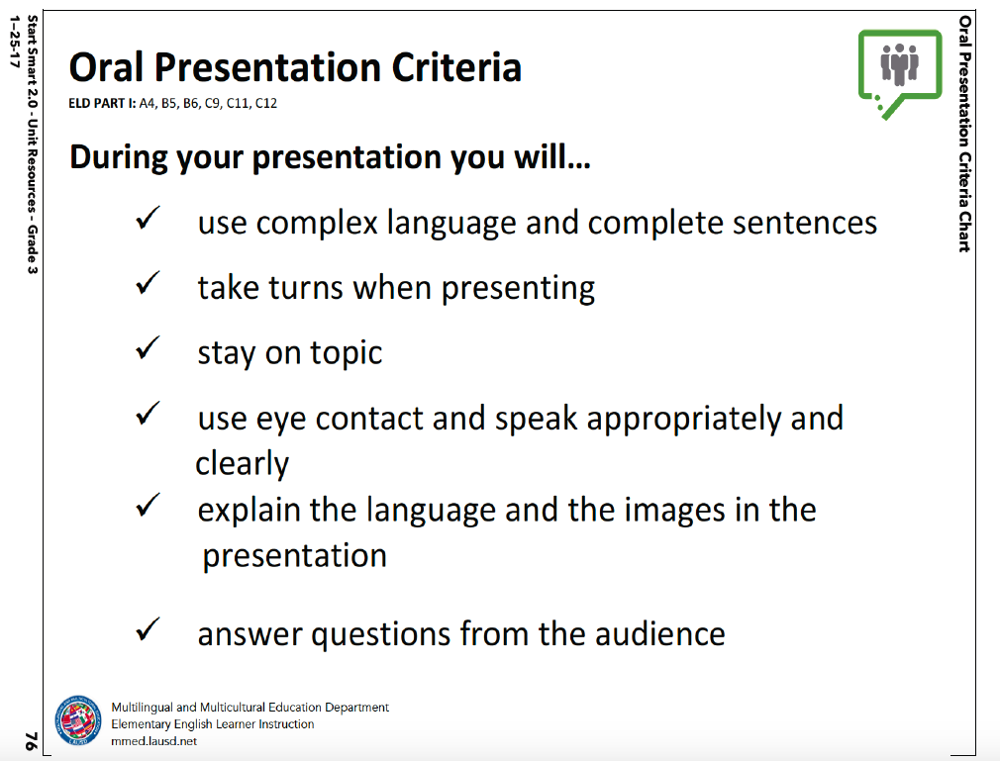 Start Smart 2.0 - Unit Resources - Grade 3
1-25-17
76
Oral Presentation Criteria Chart
Oral Presentation Criteria
ELD PART I: A4, B5, B6, C9, C11, C12
During your presentation you will...
✓ use complex language and complete sentences
✓ take turns when presenting
✓ stay on topic
✓ use eye contact and speak appropriately and
clearly
✓ explain the language and the images in the
presentation
✓ answer questions from the audience
Multilingual and Multicultural Education Department
Elementary English Learner Instruction
mmed.lausd.net
LAUSD